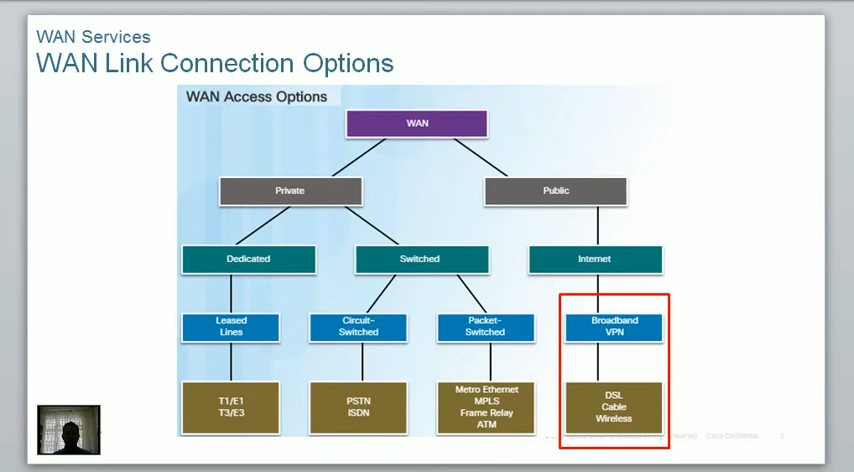 WAN Services
WAN Link Connection Options
WAN Access Options
WAN
Private
Public
Dedicated
Switched
Internet
Leased
Lines
Circuit-
Switched
Packet-
Switched
Broadband
VPN
T1/E1
T3/E3
PSTN
ISDN
Metro Ethernet
MPLS
Frame Relay
ATM
DSL
Cable
Wireless
Cisco Confidential